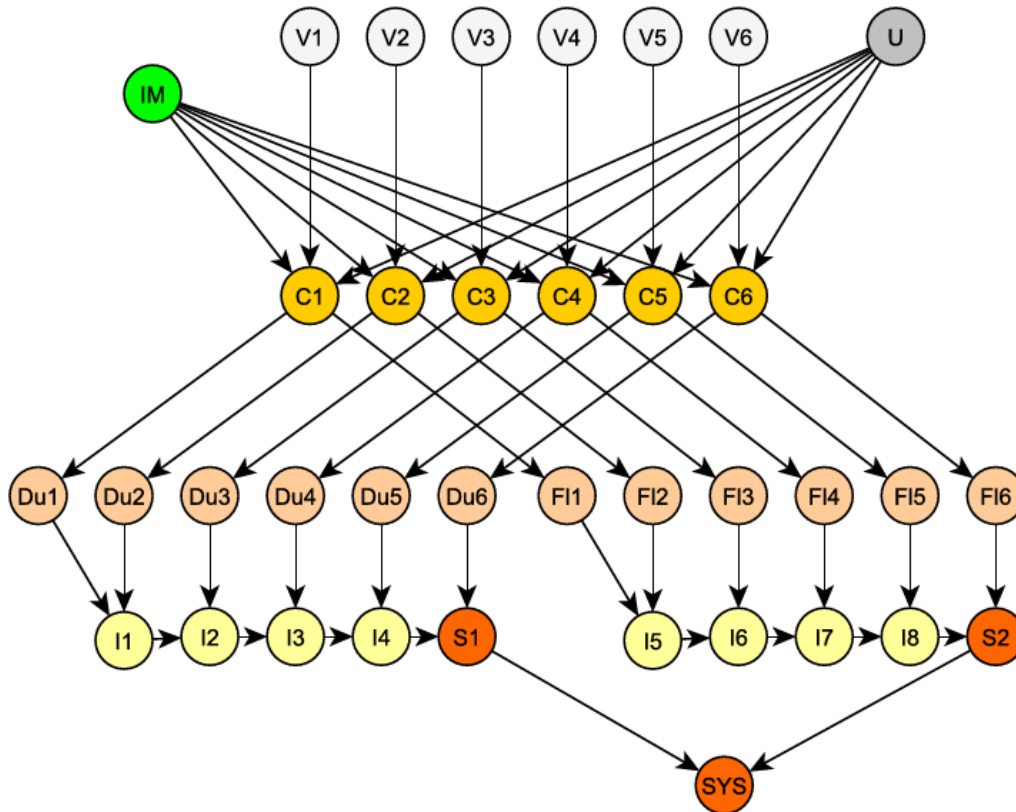 V1 V2 V3 V4 V5 V6 U
IM
C1 C2 C3 C4 C5 C6
Du1 Du2 Du3 Du4 Du5 Du6 Fl1 Fl2 Fl3 Fl4 Fl5 Fl6
I1 I2 I3 I4 S1 I5 I6 I7 I8 S2
SYS